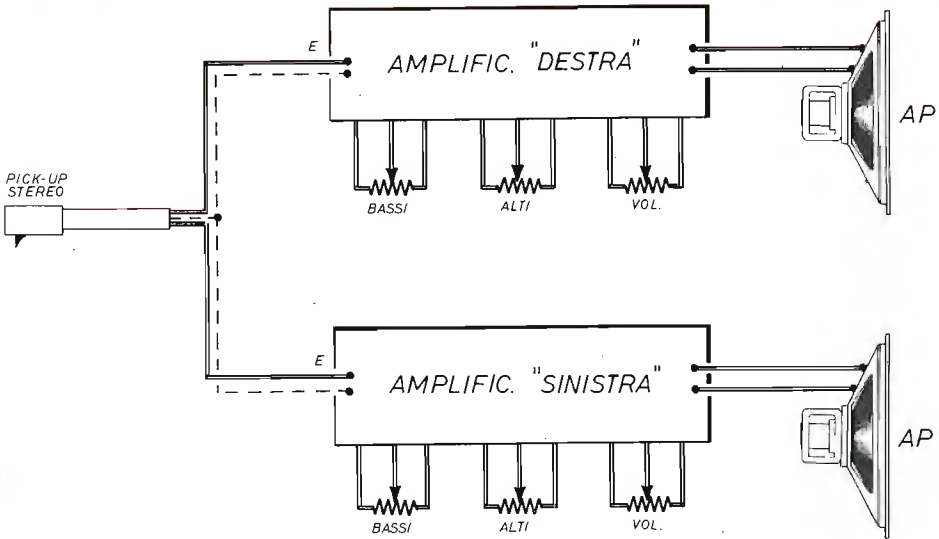 E
AMPLIFIC. "DESTRA"
AP
BASSI
ALTI
VOL.
PICK-UP
STEREO
E
AMPLIFIC. "SINISTRA"
AP
BASSI
ALTI
VOL.